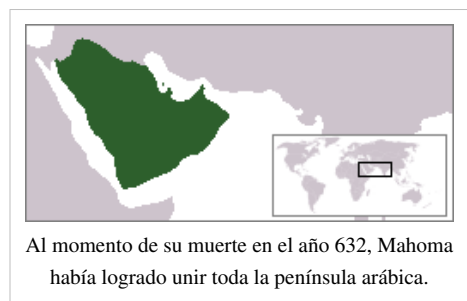 Al momento de su muerte en el año 632, Mahoma
había logrado unir toda la península arábica.